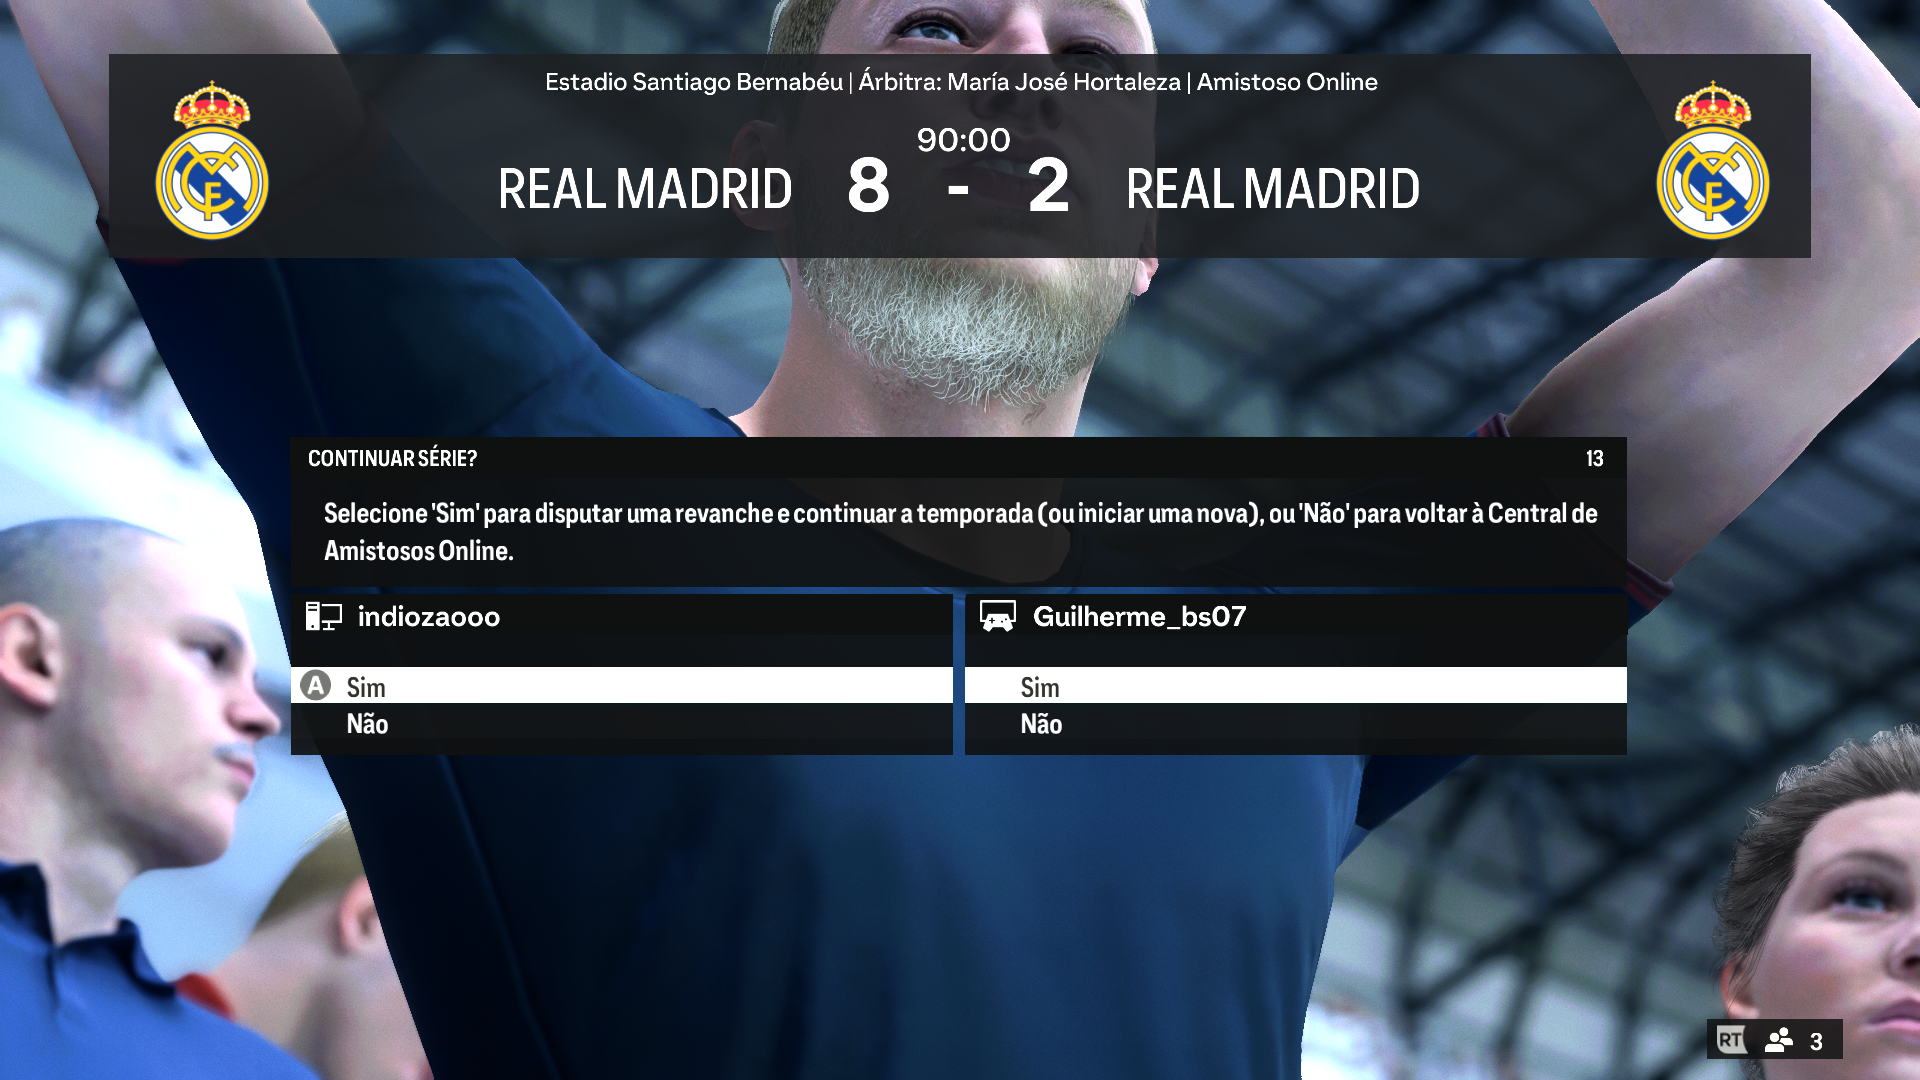 Estadio Santiago Bernabéu | Árbitra: María José Hortaleza | Amistoso Online
90:00
REAL MADRID 8 - 2 REAL MADRID
CONTINUAR SÉRIE? 13
Selecione 'Sim' para disputar uma revanche e continuar a temporada (ou iniciar uma nova), ou 'Não' para voltar à Central de
Amistosos Online.
indiozaooo Guilherme_bs07
A Sim Sim
Não Não
RT 3